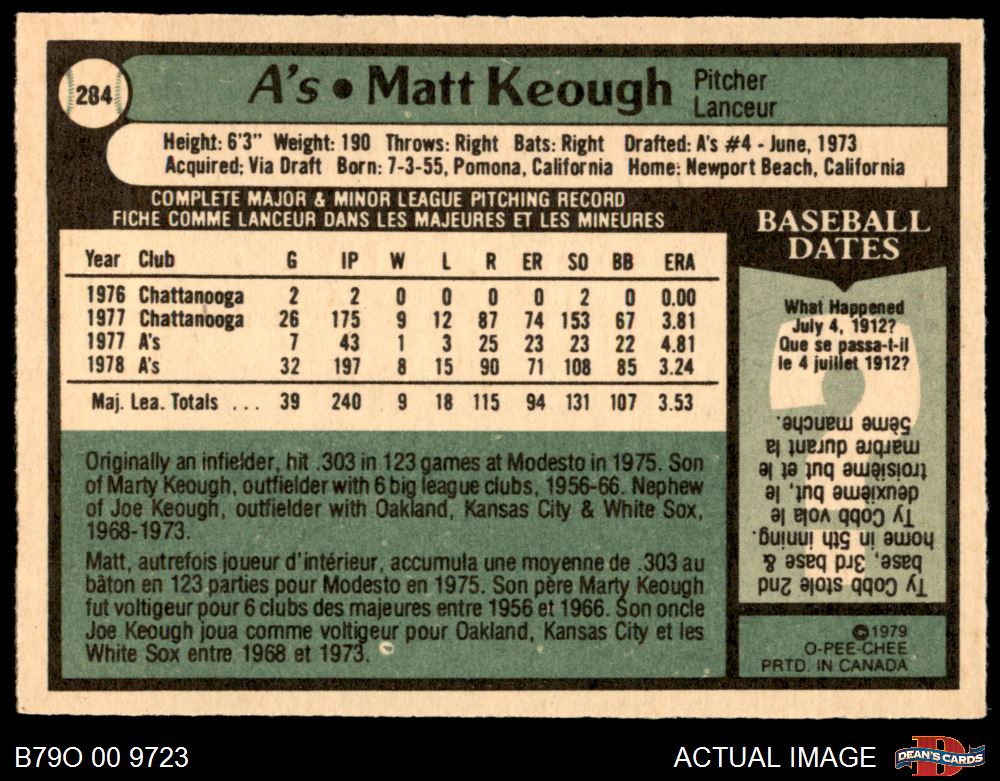 284
A's • Matt Keough
Pitcher
Lanceur
Height: 6'3" Weight: 190 Throws: Right Bats: Right Drafted: A's #4 - June, 1973
Acquired: Via Draft Born: 7-3-55, Pomona, California Home: Newport Beach, California
COMPLETE MAJOR & MINOR LEAGUE PITCHING RECORD
FICHE COMME LANCEUR DANS LES MAJEURES ET LES MINEURES
Year Club G IP W L R ER SO BB ERA
1976 Chattanooga 2 2 0 0 0 0 2 0 0.00
1977 Chattanooga 26 175 9 12 87 74 153 67 3.81
1977 A's 7 43 1 3 25 23 23 22 4.81
1978 A's 32 197 8 15 90 71 108 85 3.24
Maj. Lea. Totals ... 39 240 9 18 115 94 131 107 3.53
Originally an infielder, hit .303 in 123 games at Modesto in 1975. Son
of Marty Keough, outfielder with 6 big league clubs, 1956-66. Nephew
of Joe Keough, outfielder with Oakland, Kansas City & White Sox,
1968-1973.
Matt, autrefois joueur d'intérieur, accumula une moyenne de .303 au
bâton en 123 parties pour Modesto en 1975. Son père Marty Keough
fut voltigeur pour 6 clubs des majeures entre 1956 et 1966. Son oncle
Joe Keough joua comme voltigeur pour Oakland, Kansas City et les
White Sox entre 1968 et 1973.
BASEBALL
DATES
What Happened
July 4, 1912?
Que se passa-t-il
le 4 juillet 1912?
Ty Cobb stole 2nd
base, 3rd base &
home in 5th inning.
Ty Cobb vola le
deuxième but, le
troisième but et le
marbre durant la
5ème manche.
©1979
O-PEE-CHEE
PRTD. IN CANADA
B79O 00 9723
ACTUAL IMAGE
D
DEAN'S CARDS